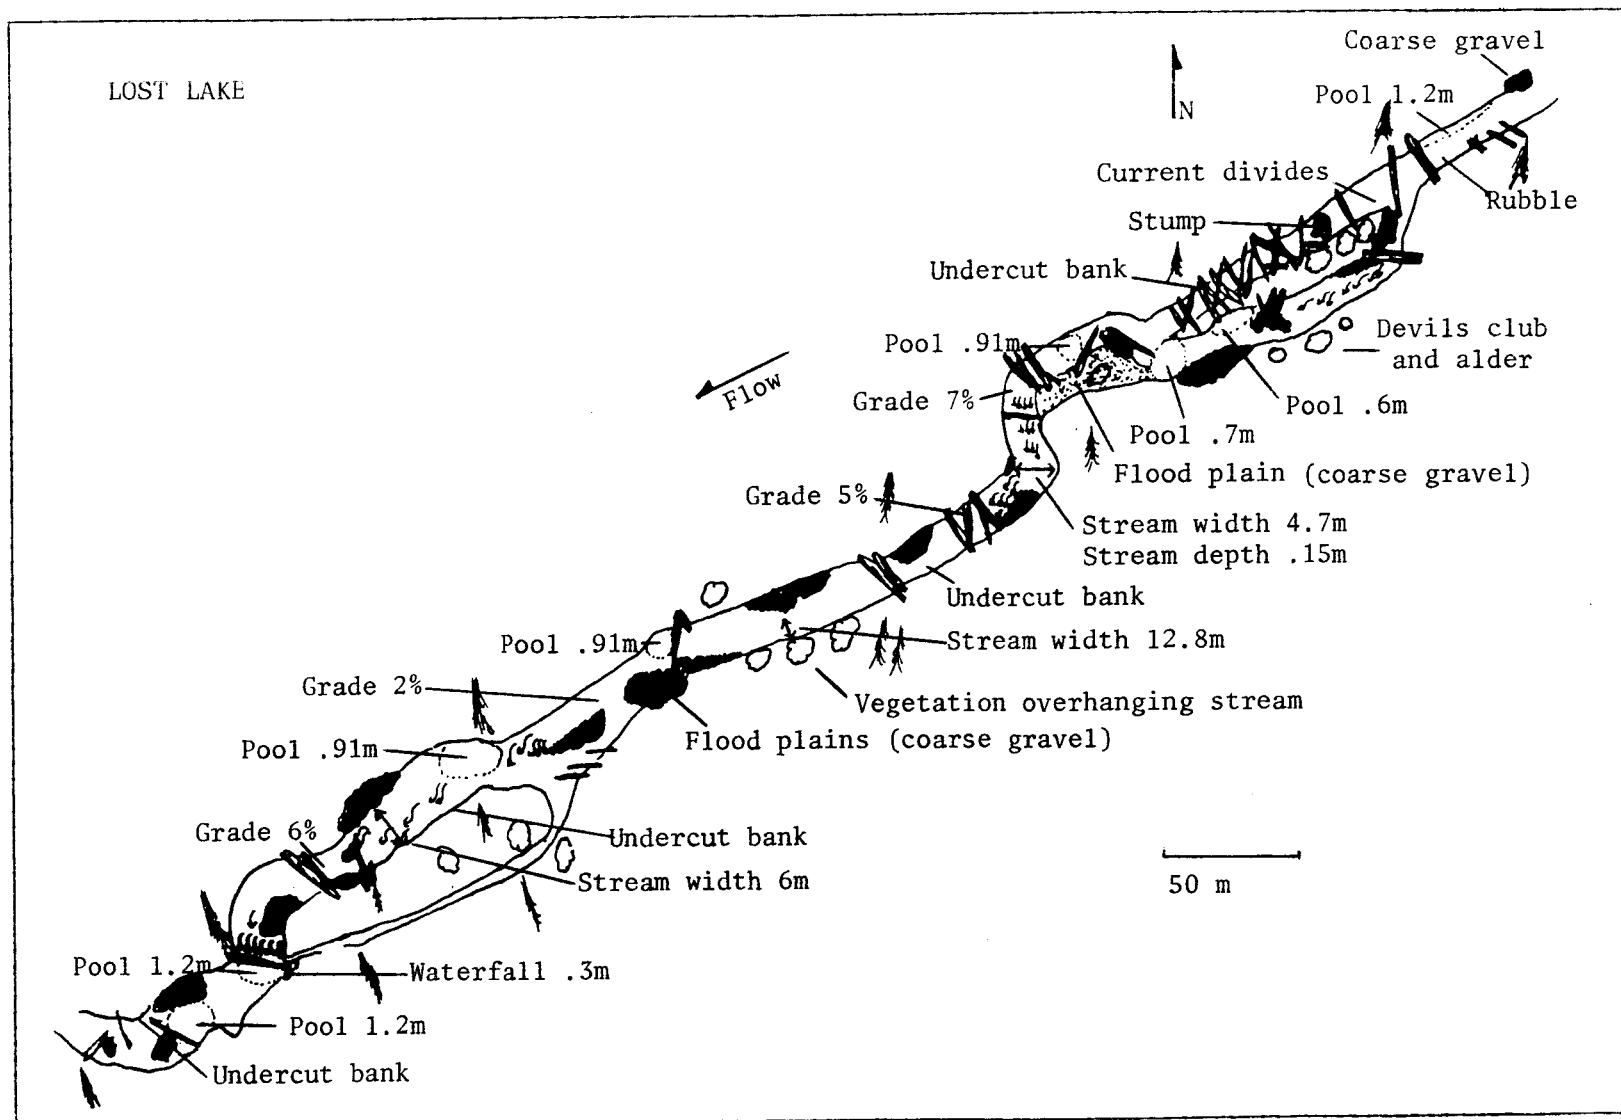 LOST LAKE
N
Coarse gravel
Pool 1.2m
Current divides
Rubble
Stump
Undercut bank
Devils club
and alder
Pool .91m
Flow
Grade 7%
Pool .6m
Pool .7m
Flood plain (coarse gravel)
Grade 5%
Stream width 4.7m
Stream depth .15m
Undercut bank
Pool .91m
Stream width 12.8m
Grade 2%
Vegetation overhanging stream
Pool .91m
Flood plains (coarse gravel)
Grade 6%
Undercut bank
Stream width 6m
50 m
Pool 1.2m
Waterfall .3m
Pool 1.2m
Undercut bank